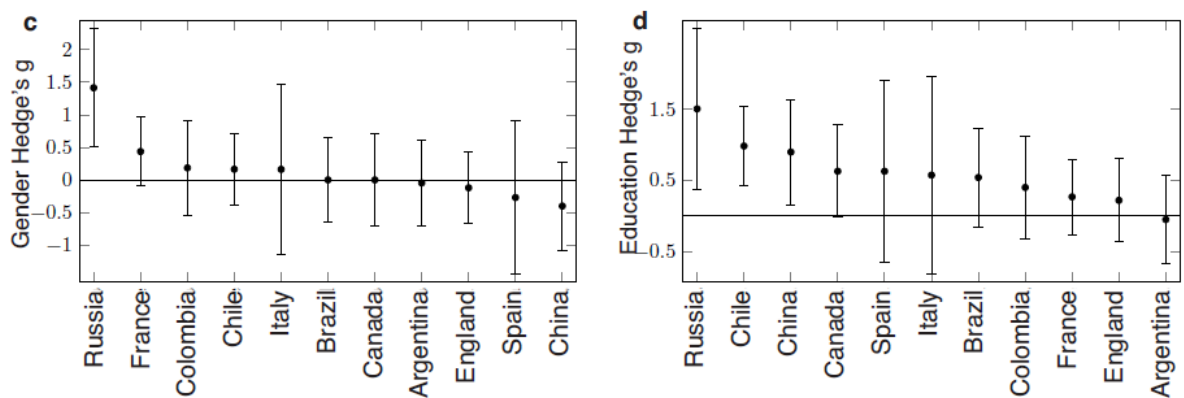 c
Gender Hedge's g
2
1.5
1
0.5
0
−0.5
−1
Russia
France
Colombia
Chile
Italy
Brazil
Canada
Argentina
England
Spain
China
d
Education Hedge's g
1.5
0.5
−0.5
Russia
Chile
China
Canada
Spain
Italy
Brazil
Colombia
France
England
Argentina